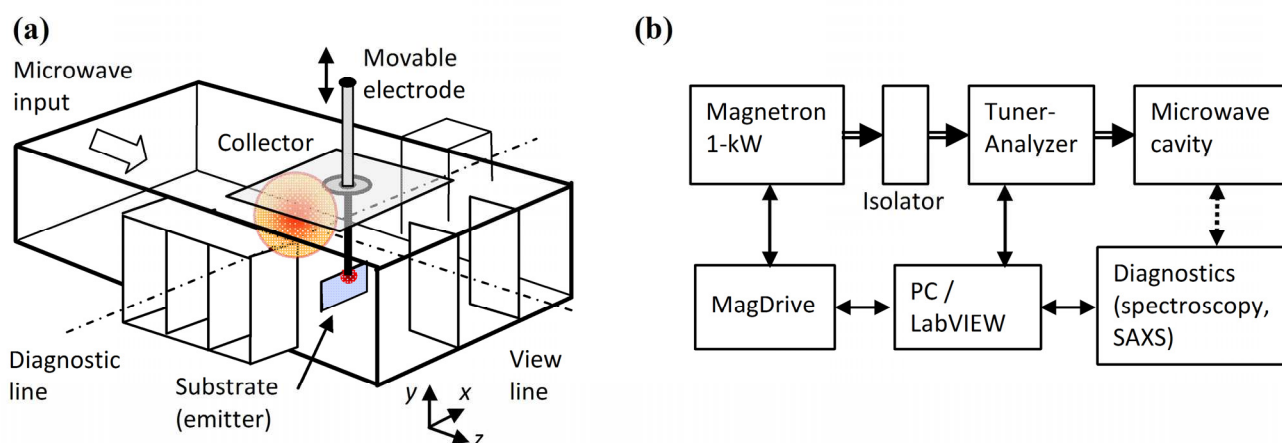 (a)
Microwave
input
Movable
electrode
Collector
Diagnostic
line
Substrate
(emitter)
View
line
y
x
z
(b)
Magnetron
1-kW
Isolator
Tuner-
Analyzer
Microwave
cavity
MagDrive
PC /
LabVIEW
Diagnostics
(spectroscopy,
SAXS)